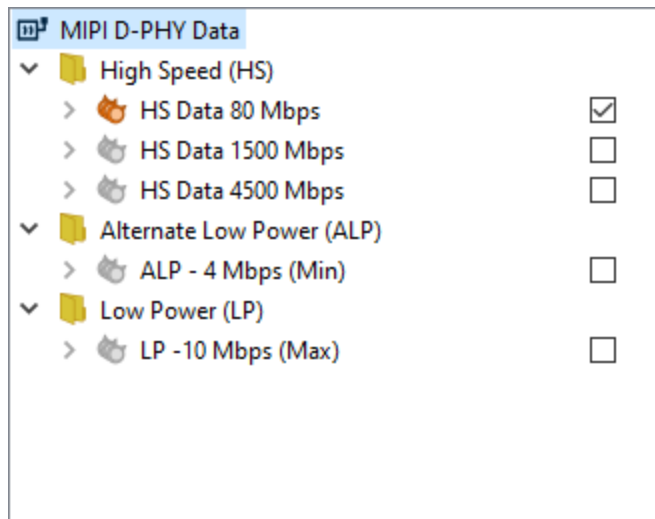 MIPI D-PHY Data
High Speed (HS)
HS Data 80 Mbps
HS Data 1500 Mbps
HS Data 4500 Mbps
Alternate Low Power (ALP)
ALP - 4 Mbps (Min)
Low Power (LP)
LP -10 Mbps (Max)